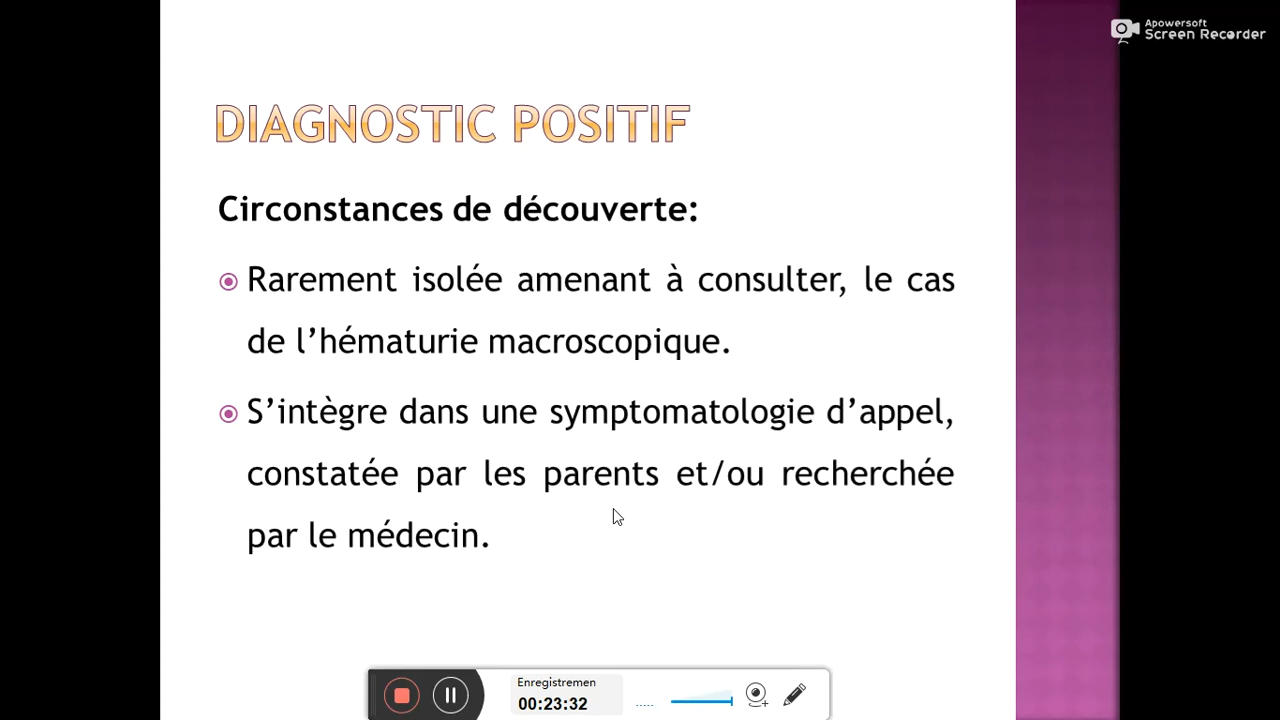 Apowersoft
Screen Recorder
DIAGNOSTIC POSITIF
Circonstances de découverte:
Rarement isolée amenant à consulter, le cas
de l’hématurie macroscopique.
S’intègre dans une symptomatologie d’appel,
constatée par les parents et/ou recherchée
par le médecin.
Enregistremen
00:23:32